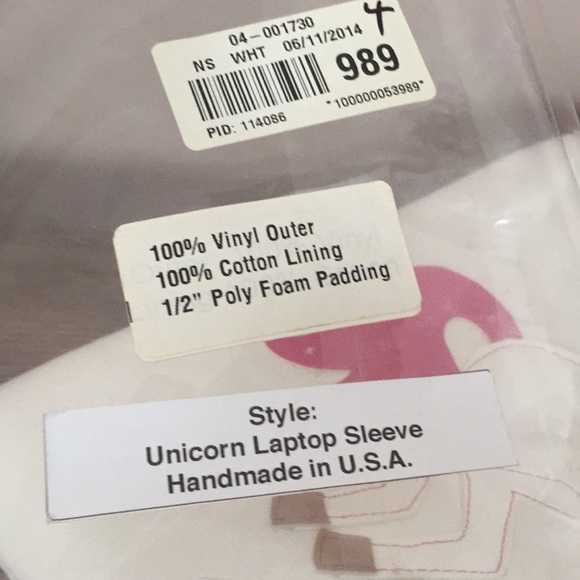 04-001730
4
NS WHT 06/11/2014
989
*100000053989*
PID: 114086
100% Vinyl Outer
100% Cotton Lining
1/2" Poly Foam Padding
Style:
Unicorn Laptop Sleeve
Handmade in U.S.A.